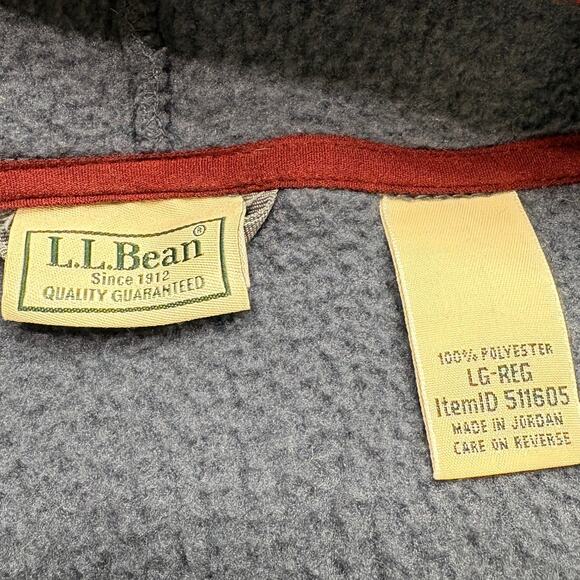 L.L.Bean®
Since 1912
QUALITY GUARANTEED
100% POLYESTER
LG-REG
ItemID 511605
MADE IN JORDAN
CARE ON REVERSE